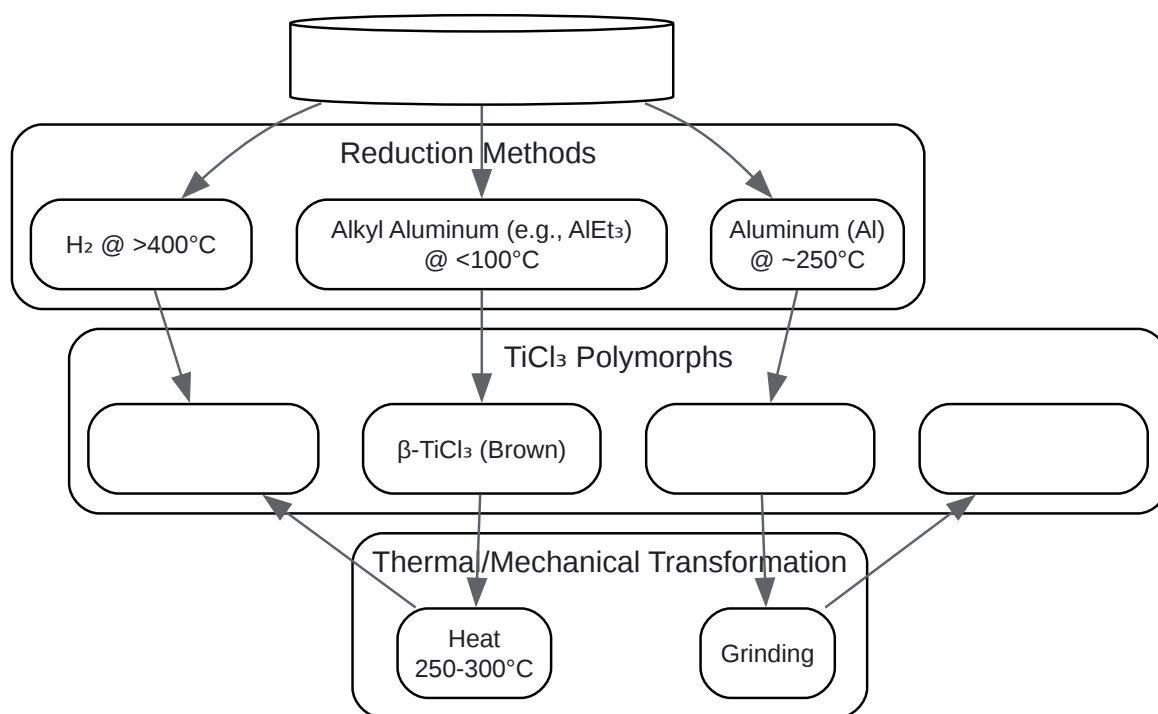 Reduction Methods
H₂ @ >400°C
Alkyl Aluminum (e.g., AlEt₃)
@ <100°C
Aluminum (Al)
@ ~250°C
TiCl₃ Polymorphs
β-TiCl₃ (Brown)
Thermal/Mechanical Transformation
Heat
250-300°C
Grinding